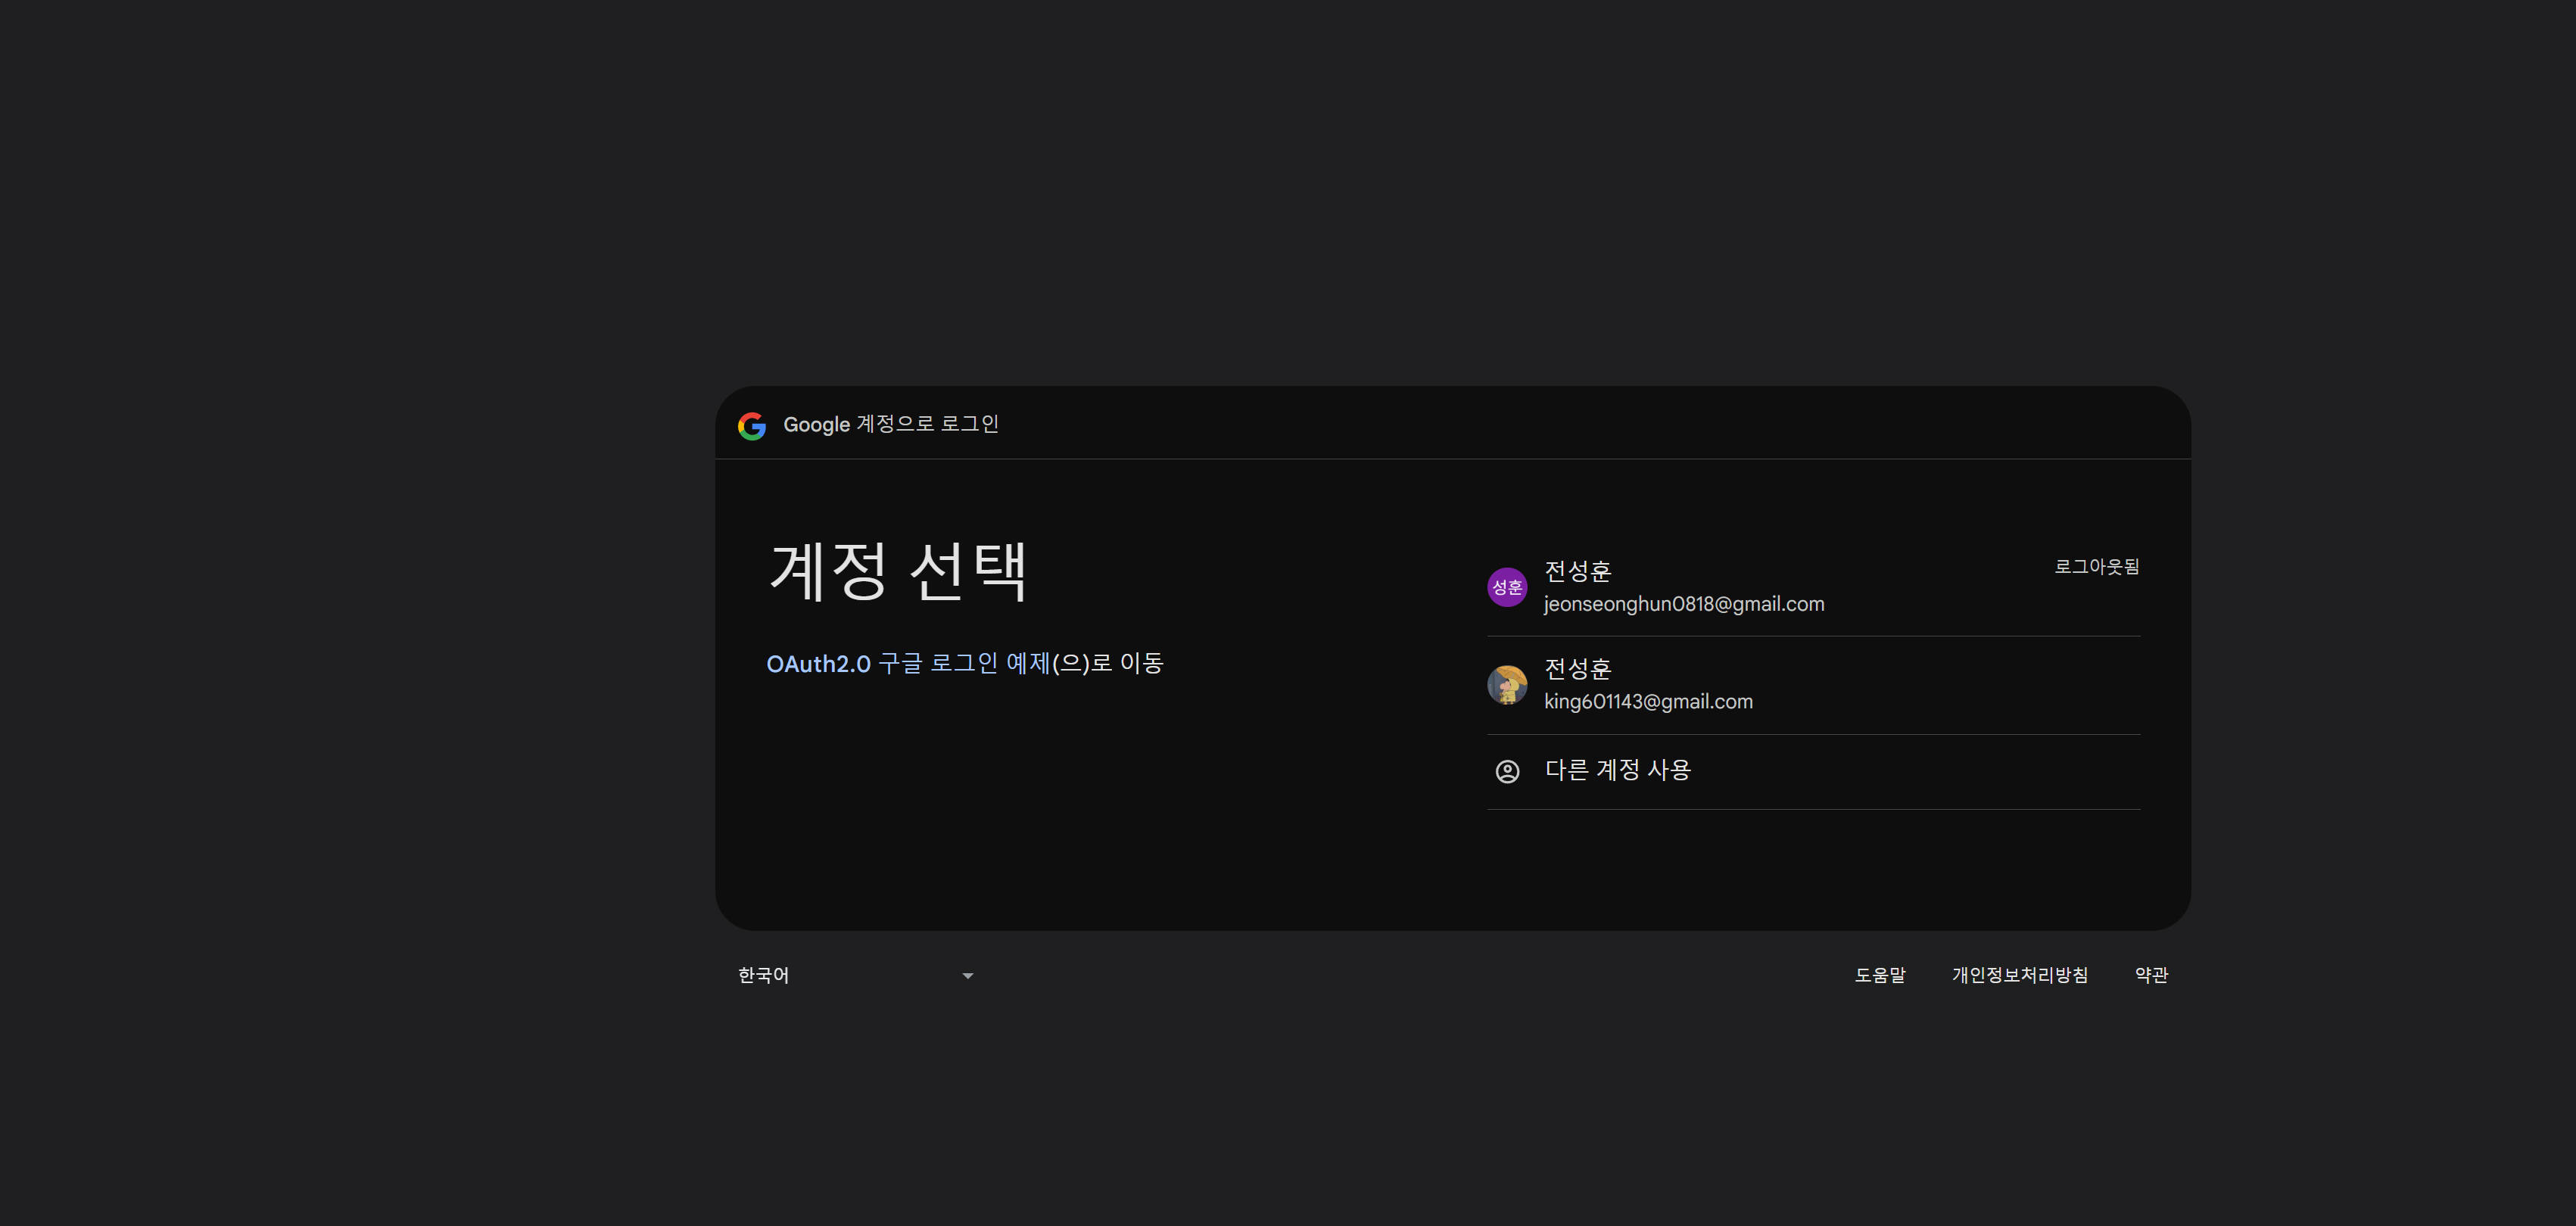 Google 계정으로 로그인
계정 선택
OAuth2.0 구글 로그인 예제(으)로 이동
성훈
전성훈
로그아웃됨
jeonseonghun0818@gmail.com
전성훈
king601143@gmail.com
다른 계정 사용
한국어
도움말
개인정보처리방침
약관